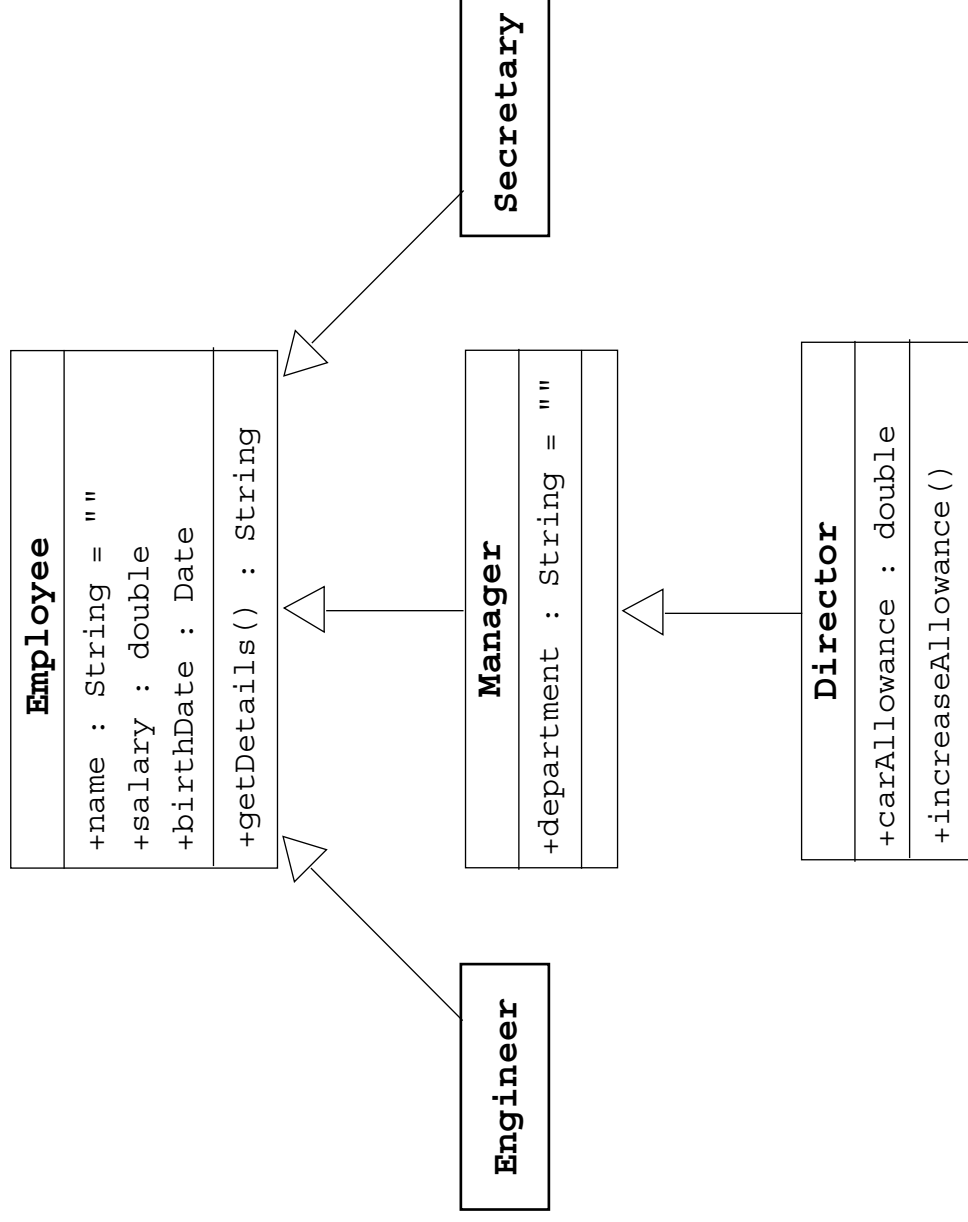 Employee
+name : String = ""
+salary : double
+birthDate : Date
+getDetails() : String
Engineer
Manager
+department : String = ""
Secretary
Director
+carAllowance : double
+increaseAllowance()